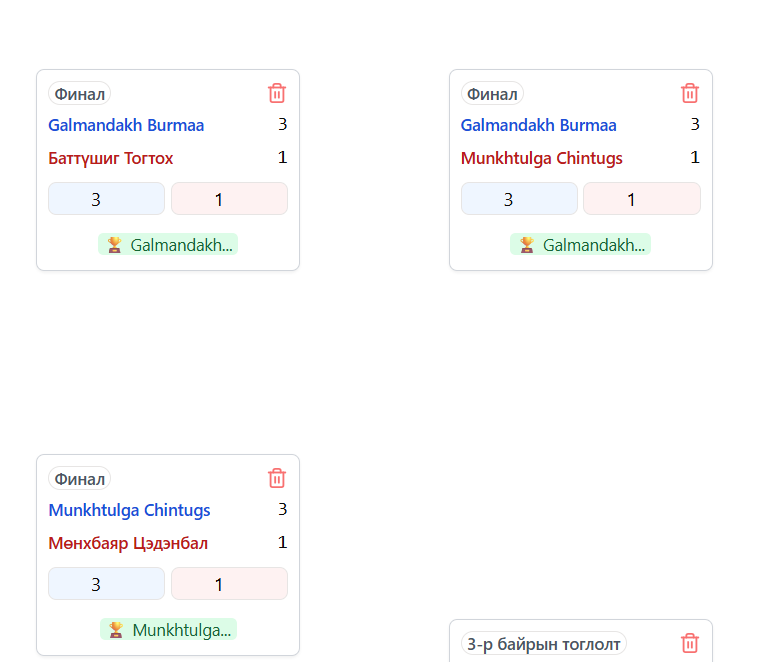 Финал
Galmandakh Burmaa 3
Баттүшиг Тогтох 1
3 1
Galmandakh...
Финал
Galmandakh Burmaa 3
Munkhtulga Chintugs 1
3 1
Galmandakh...
Финал
Munkhtulga Chintugs 3
Мөнхбаяр Цэдэнбал 1
3 1
Munkhtulga...
3-р байрын тоглолт